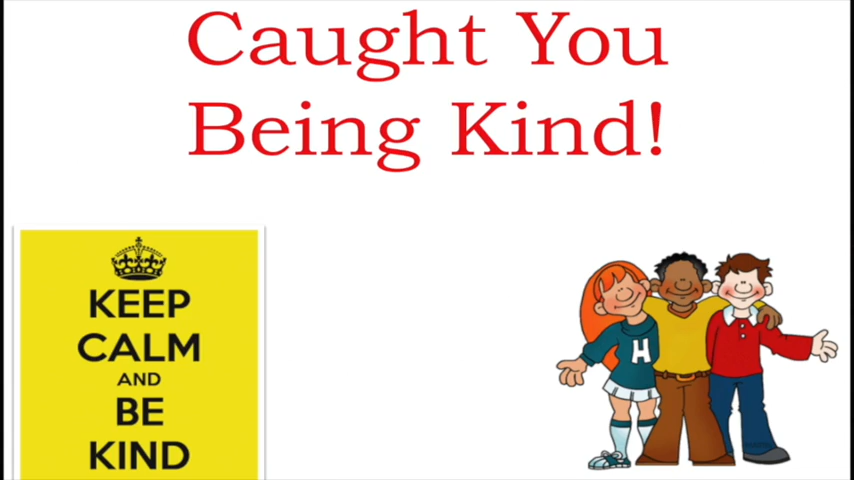 Caught You
Being Kind!
KEEP
CALM
AND
BE
KIND
H